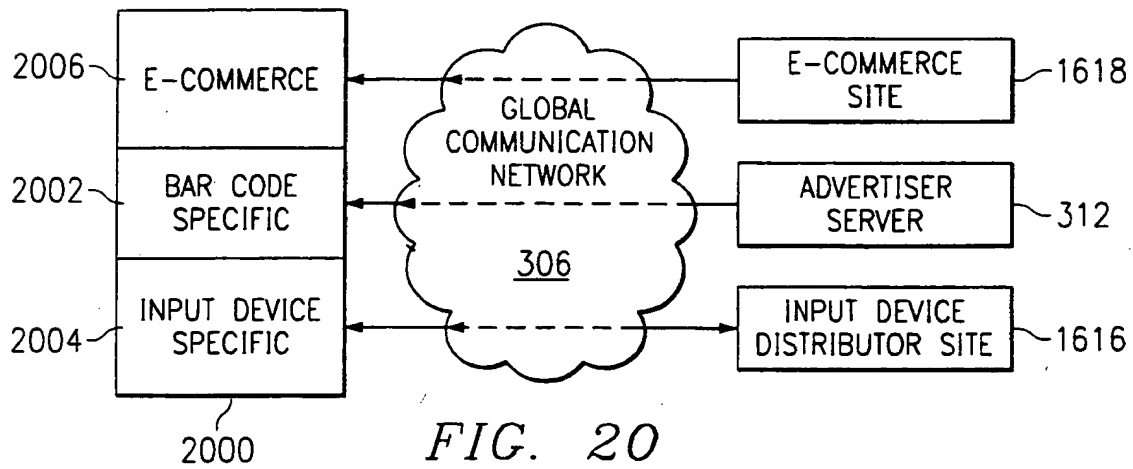 2006
E-COMMERCE
2002
BAR CODE
SPECIFIC
2004
INPUT DEVICE
SPECIFIC
2000
GLOBAL
COMMUNICATION
NETWORK
306
E-COMMERCE
SITE
1618
ADVERTISER
SERVER
312
INPUT DEVICE
DISTRIBUTOR SITE
1616
FIG. 20